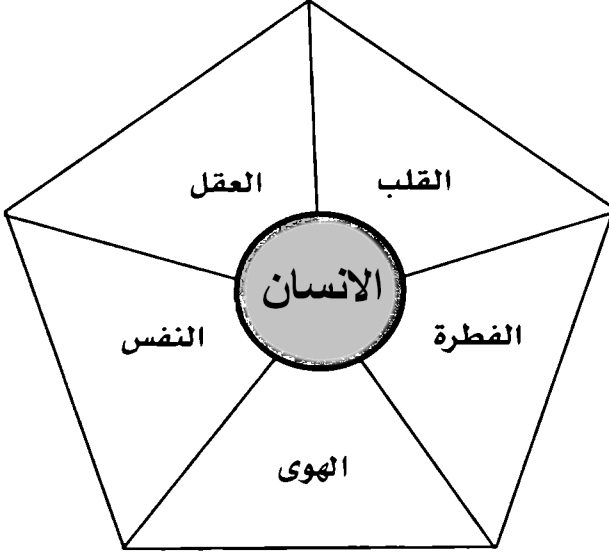 القلب
العقل
الانسان
الفطرة
النفس
الهوى